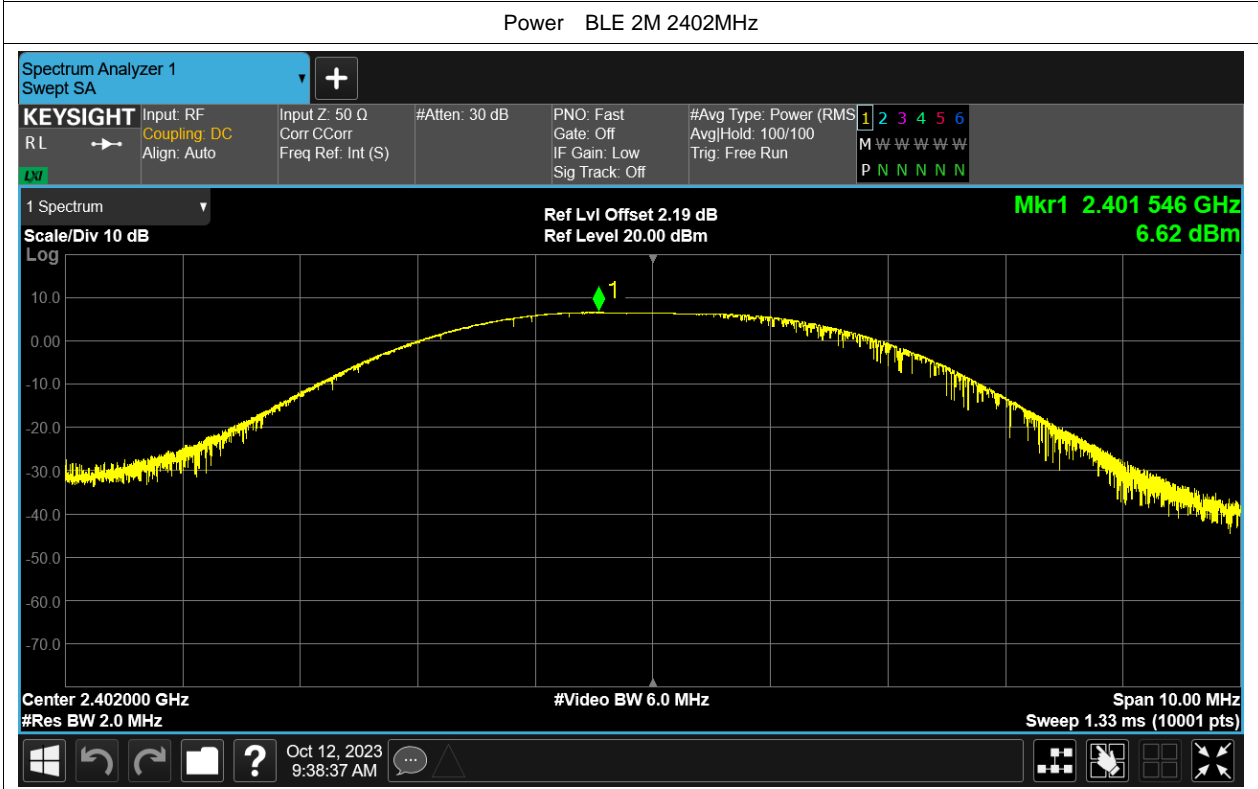 Power BLE 2M 2402MHz
Spectrum Analyzer 1
Swept SA
KEYSIGHT
R L
LXI
Input: RF
Coupling: DC
Align: Auto
Input Z: 50 Ω
Corr CCorr
Freq Ref: Int (S)
#Atten: 30 dB
PNO: Fast
Gate: Off
IF Gain: Low
Sig Track: Off
#Avg Type: Power (RMS
Avg|Hold: 100/100
Trig: Free Run
1 2 3 4 5 6
M W W W W W
P N N N N N
1 Spectrum
Scale/Div 10 dB
Log
Ref Lvl Offset 2.19 dB
Ref Level 20.00 dBm
Mkr1 2.401 546 GHz
6.62 dBm
1
10.0
0.00
-10.0
-20.0
-30.0
-40.0
-50.0
-60.0
-70.0
Center 2.402000 GHz
#Video BW 6.0 MHz
Span 10.00 MHz
#Res BW 2.0 MHz
Sweep 1.33 ms (10001 pts)
?
Oct 12, 2023
9:38:37 AM